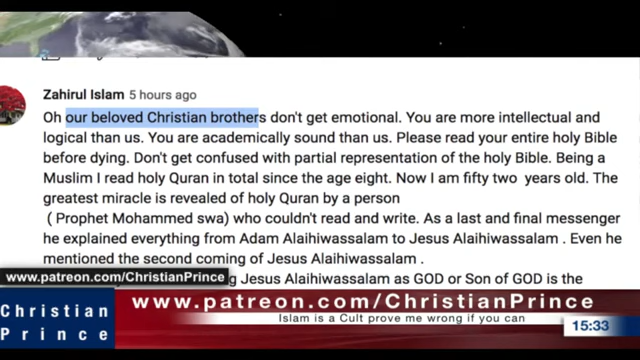 Zahirul Islam 5 hours ago
Oh our beloved Christian brothers don't get emotional. You are more intellectual and
logical than us. You are academically sound than us. Please read your entire holy Bible
before dying. Don't get confused with partial representation of the holy Bible. Being a
Muslim I read holy Quran in total since the age eight. Now I am fifty two years old. The
greatest miracle is revealed of holy Quran by a person
( Prophet Mohammed swa) who couldn't read and write. As a last and final messenger
he explained everything from Adam Alaihiwassalam to Jesus Alaihiwassalam . Even he
mentioned the second coming of Jesus Alaihiwassalam .
www.patreon.com/ChristianPrince
Jesus Alaihiwassalam as GOD or Son of GOD is the
Christian
Prince
www.patreon.com/ChristianPrince
Islam is a Cult prove me wrong if you can
15:33